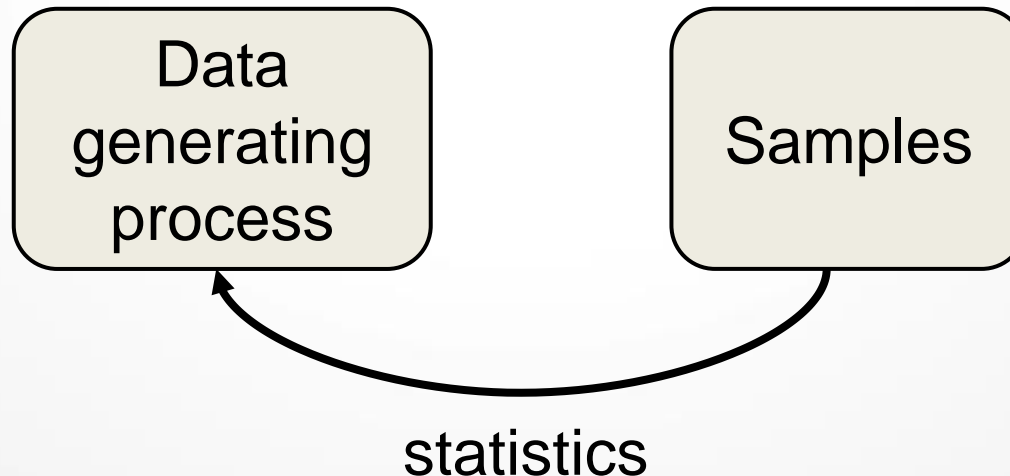 Data
generating
process
Samples
statistics